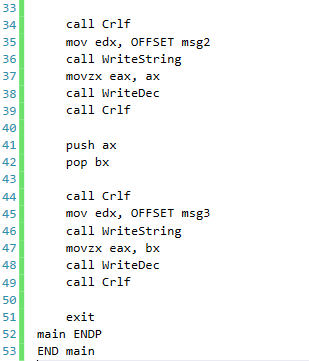 33
34 call Crlf
35 mov edx, OFFSET msg2
36 call WriteString
37 movzx eax, ax
38 call WriteDec
39 call Crlf
40
41 push ax
42 pop bx
43
44 call Crlf
45 mov edx, OFFSET msg3
46 call WriteString
47 movzx eax, bx
48 call WriteDec
49 call Crlf
50
51 exit
52 main ENDP
53 END main